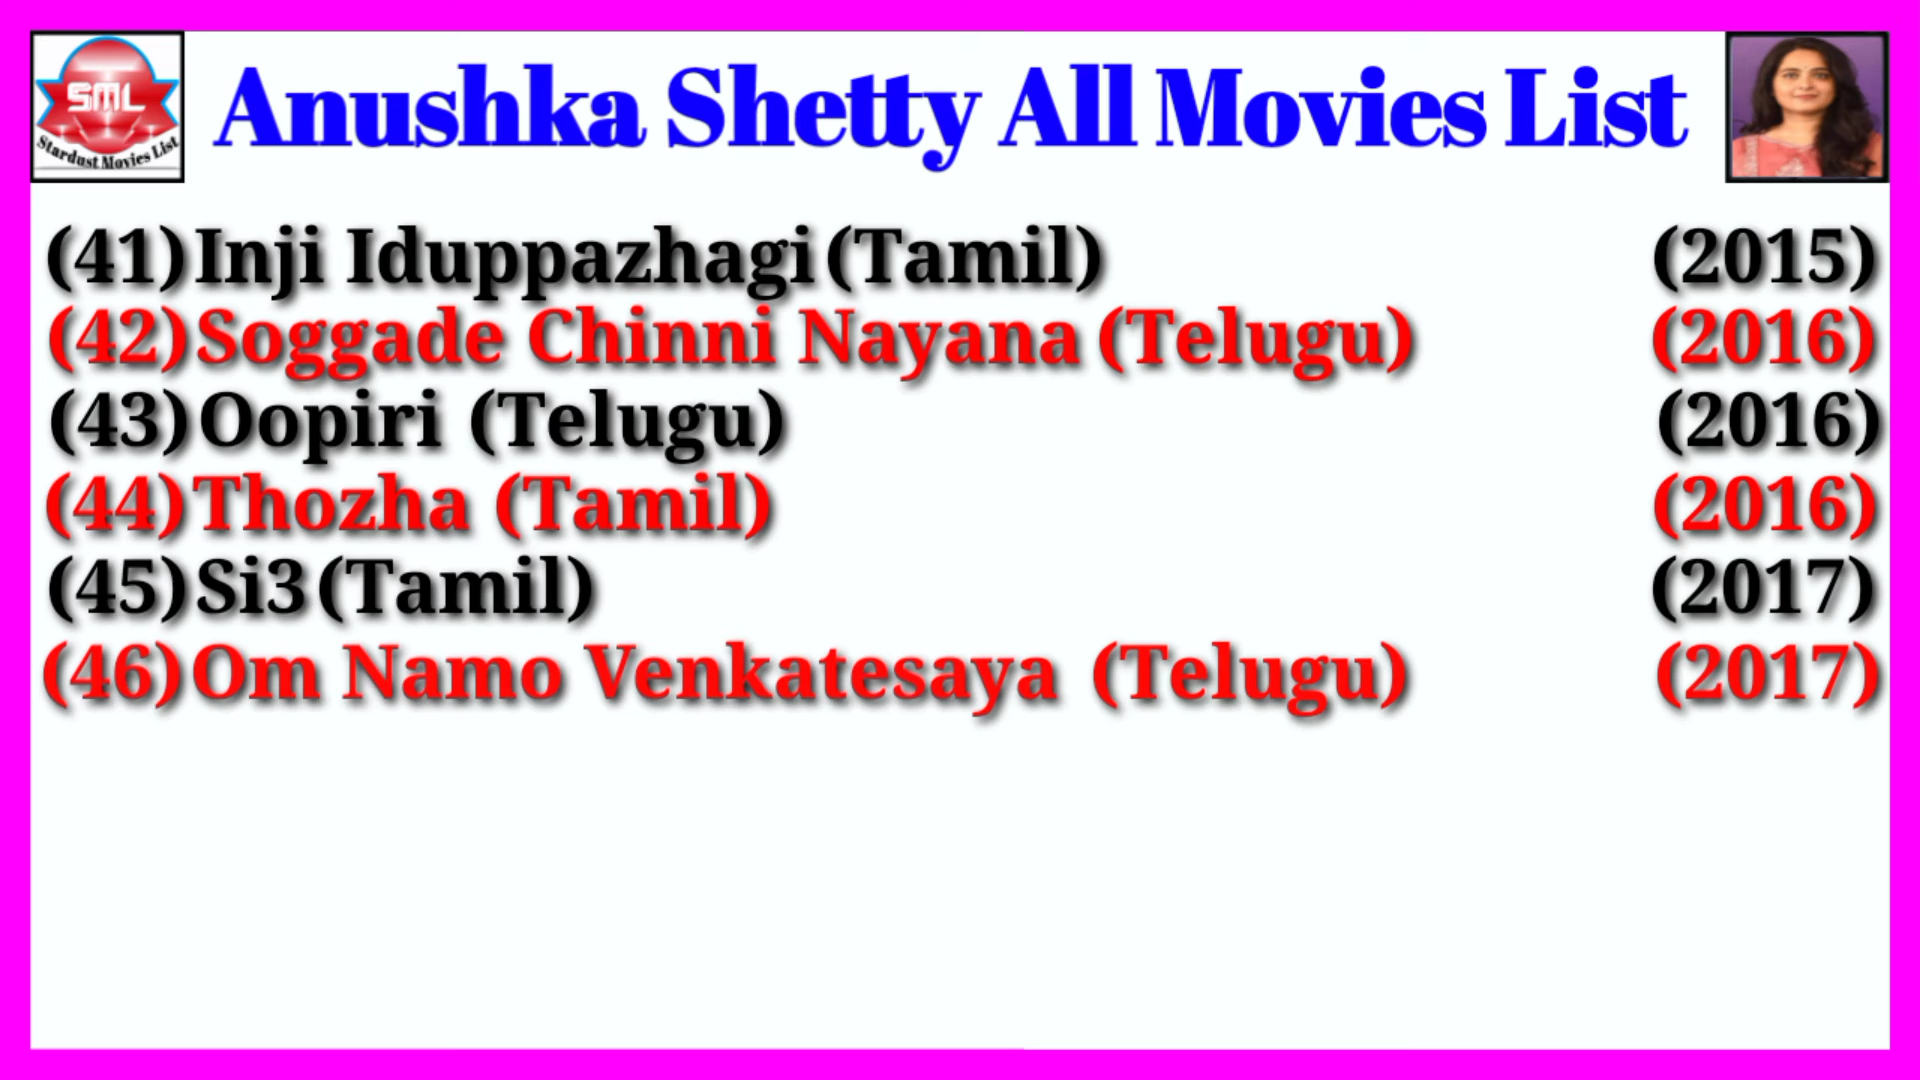 SML
Stardust Movies List
Anushka Shetty All Movies List
(41) Inji Iduppazhagi (Tamil) (2015)
(42) Soggade Chinni Nayana (Telugu) (2016)
(43) Oopiri (Telugu) (2016)
(44) Thozha (Tamil) (2016)
(45) Si3 (Tamil) (2017)
(46) Om Namo Venkatesaya (Telugu) (2017)